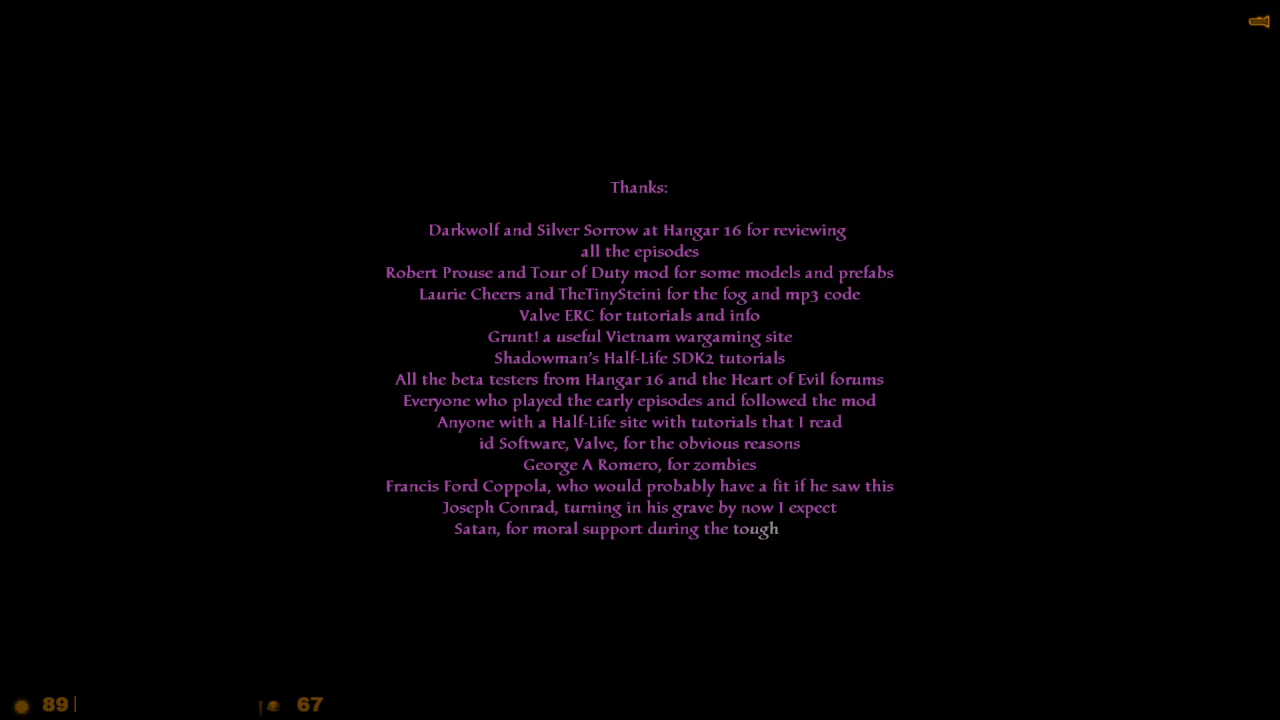 Thanks:
Darkwolf and Silver Sorrow at Hangar 16 for reviewing
all the episodes
Robert Prouse and Tour of Duty mod for some models and prefabs
Laurie Cheers and TheTinySteini for the fog and mp3 code
Valve ERC for tutorials and info
Grunt! a useful Vietnam wargaming site
Shadowman's Half-Life SDK2 tutorials
All the beta testers from Hangar 16 and the Heart of Evil forums
Everyone who played the early episodes and followed the mod
Anyone with a Half-Life site with tutorials that I read
id Software, Valve, for the obvious reasons
George A Romero, for zombies
Francis Ford Coppola, who would probably have a fit if he saw this
Joseph Conrad, turning in his grave by now I expect
Satan, for moral support during the tough
89 67